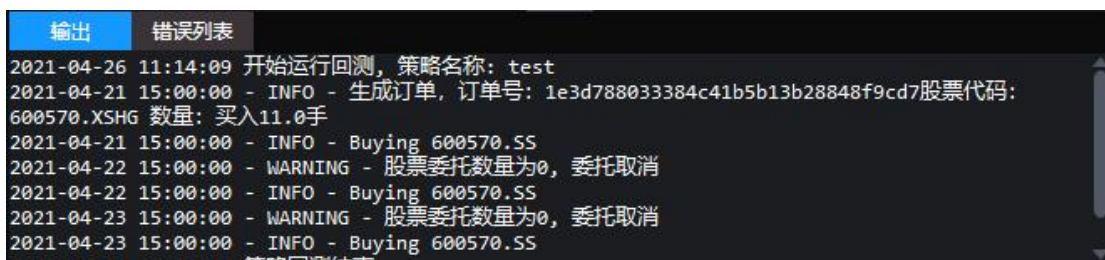 输出 错误列表
2021-04-26 11:14:09 开始运行回测, 策略名称: test
2021-04-21 15:00:00 - INFO - 生成订单, 订单号: 1e3d788033384c41b5b13b28848f9cd7股票代码:
600570.XSHG 数量: 买入11.0手
2021-04-21 15:00:00 - INFO - Buying 600570.SS
2021-04-22 15:00:00 - WARNING - 股票委托数量为0, 委托取消
2021-04-22 15:00:00 - INFO - Buying 600570.SS
2021-04-23 15:00:00 - WARNING - 股票委托数量为0, 委托取消
2021-04-23 15:00:00 - INFO - Buying 600570.SS